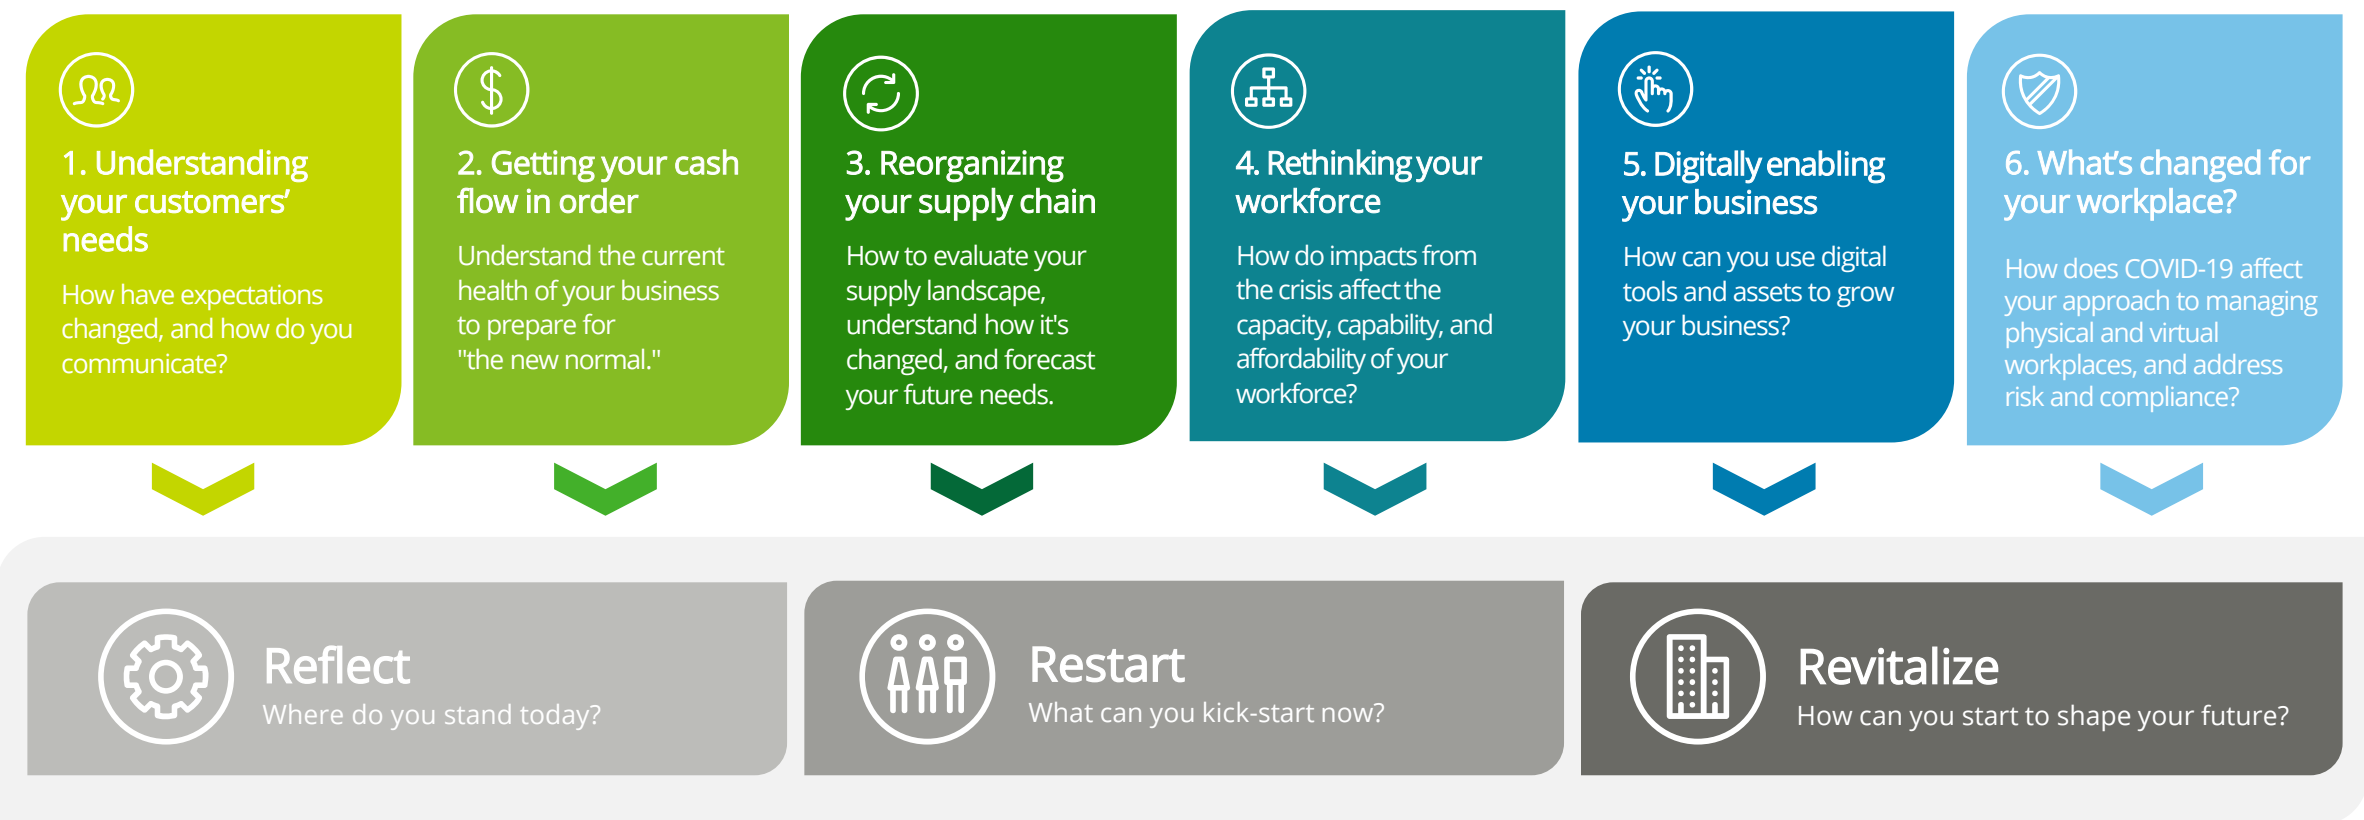 1. Understanding
your customers’
needs
How have expectations
changed, and how do you
communicate?
2. Getting your cash
flow in order
Understand the current
health of your business
to prepare for
"the new normal."
3. Reorganizing
your supply chain
How to evaluate your
supply landscape,
understand how it's
changed, and forecast
your future needs.
4. Rethinking your
workforce
How do impacts from
the crisis affect the
capacity, capability, and
affordability of your
workforce?
5. Digitally enabling
your business
How can you use digital
tools and assets to grow
your business?
6. What’s changed for
your workplace?
How does COVID-19 affect
your approach to managing
physical and virtual
workplaces, and address
risk and compliance?
Reflect
Where do you stand today?
Restart
What can you kick-start now?
Revitalize
How can you start to shape your future?